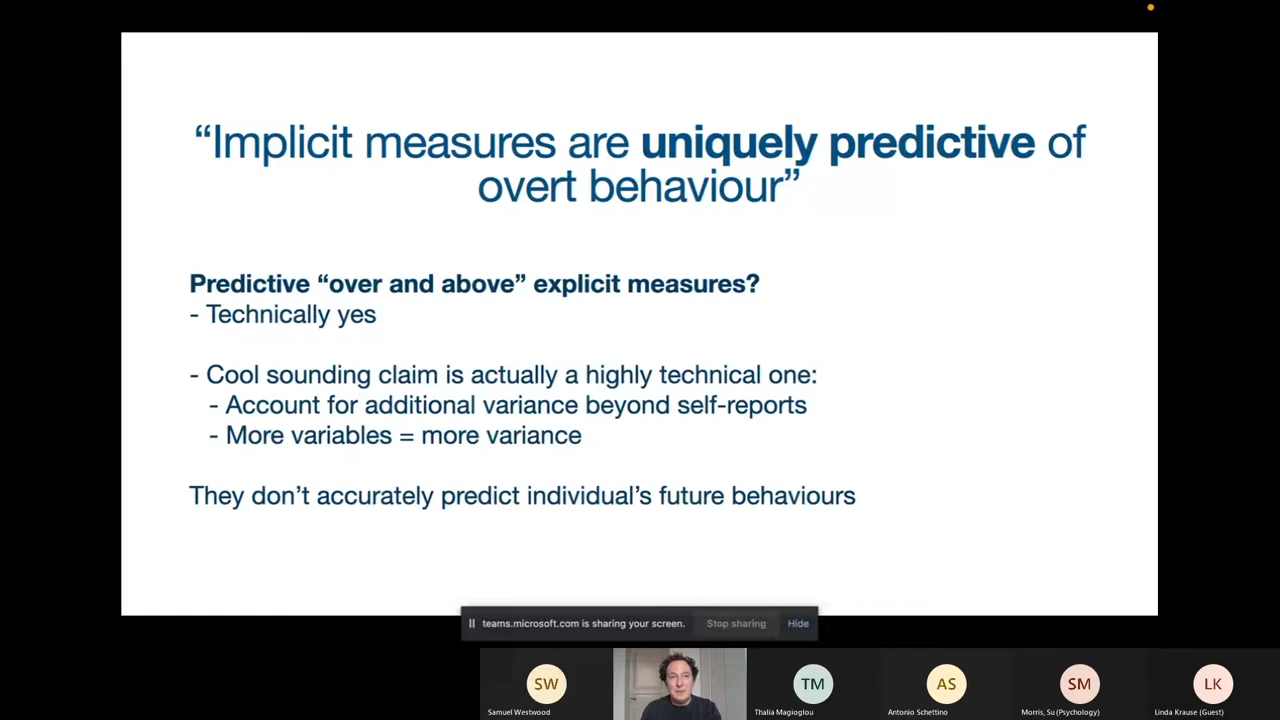 “Implicit measures are uniquely predictive of
overt behaviour”
Predictive “over and above” explicit measures?
- Technically yes
- Cool sounding claim is actually a highly technical one:
- Account for additional variance beyond self-reports
- More variables = more variance
They don’t accurately predict individual’s future behaviours
teams.microsoft.com is sharing your screen. Stop sharing Hide
SW TM AS SM LK
Samuel Westwood Thalia Magioglou Antonio Schettino Morris, Su (Psychology) Linda Krause (Guest)